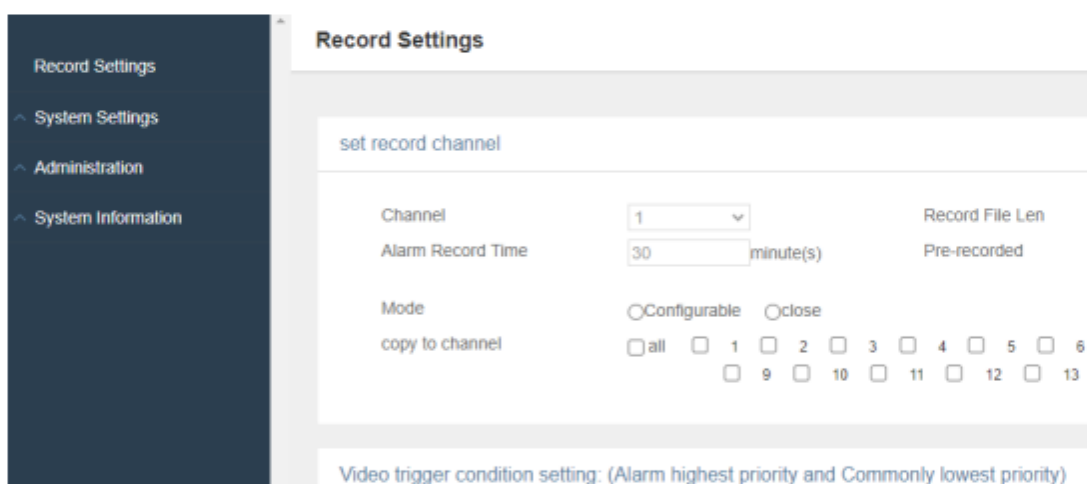 Record Settings
Record Settings
System Settings
Administration
System Information
set record channel
Channel 1 Record File Len
Alarm Record Time 30 minute(s) Pre-recorded
Mode Configurable close
copy to channel all 1 2 3 4 5 6
9 10 11 12 13
Video trigger condition setting: (Alarm highest priority and Commonly lowest priority)